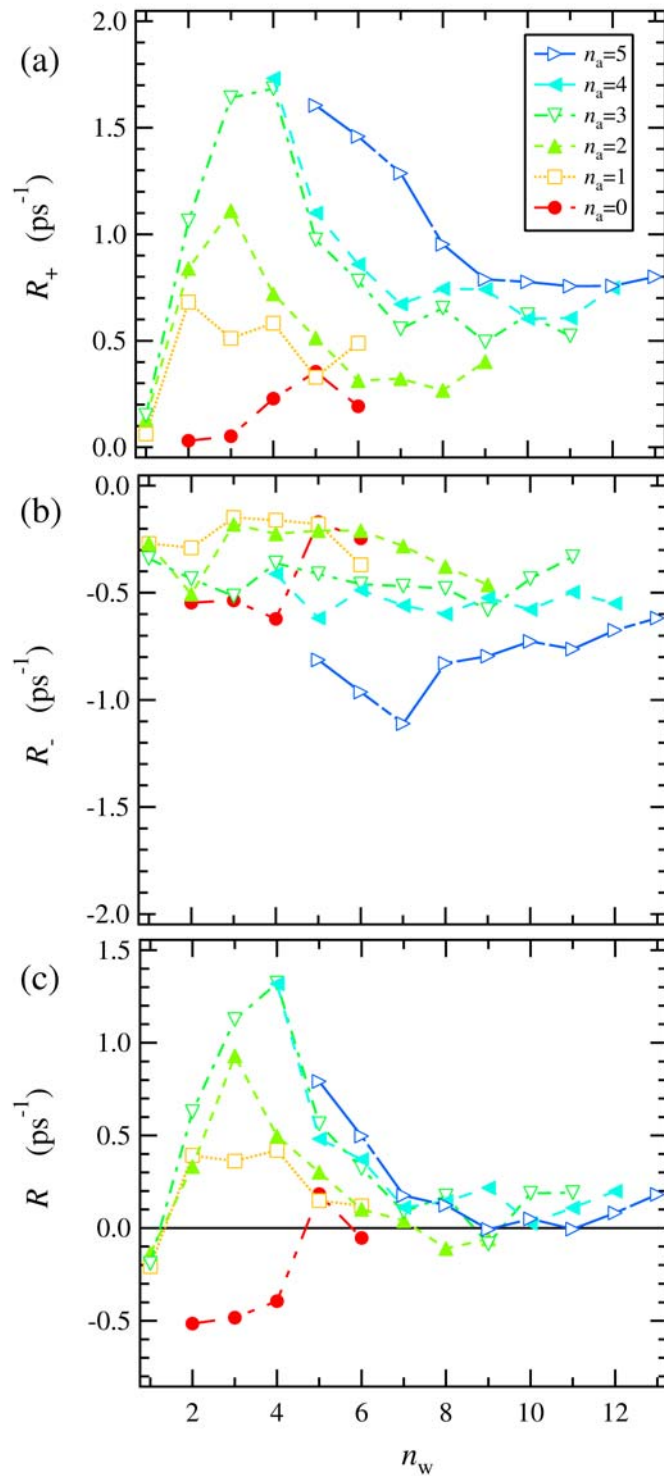 (a)
2.0
1.5
1.0
0.5
0.0
R₊ (ps⁻¹)
nₐ=5
nₐ=4
nₐ=3
nₐ=2
nₐ=1
nₐ=0
(b)
0.0
-0.5
-1.0
-1.5
-2.0
R₋ (ps⁻¹)
(c)
1.5
1.0
0.5
0.0
-0.5
R (ps⁻¹)
2 4 6 8 10 12
n_w